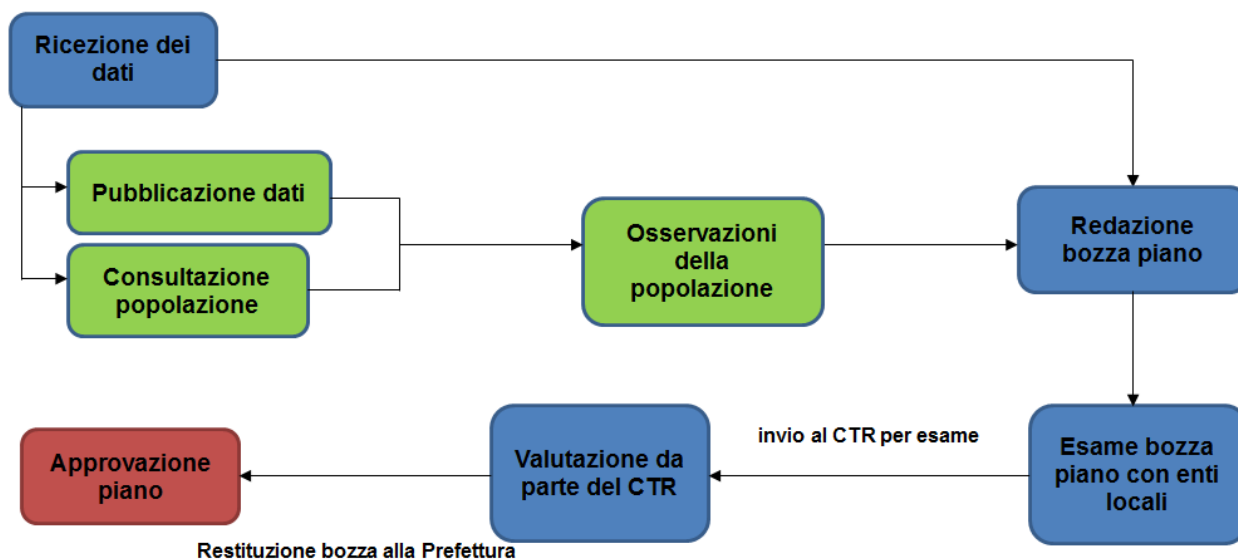 Ricezione dei
dati
Pubblicazione dati
Consultazione
popolazione
Osservazioni
della
popolazione
Redazione
bozza piano
Esame bozza
piano con enti
locali
invio al CTR per esame
Valutazione da
parte del CTR
Approvazione
piano
Restituzione bozza alla Prefettura